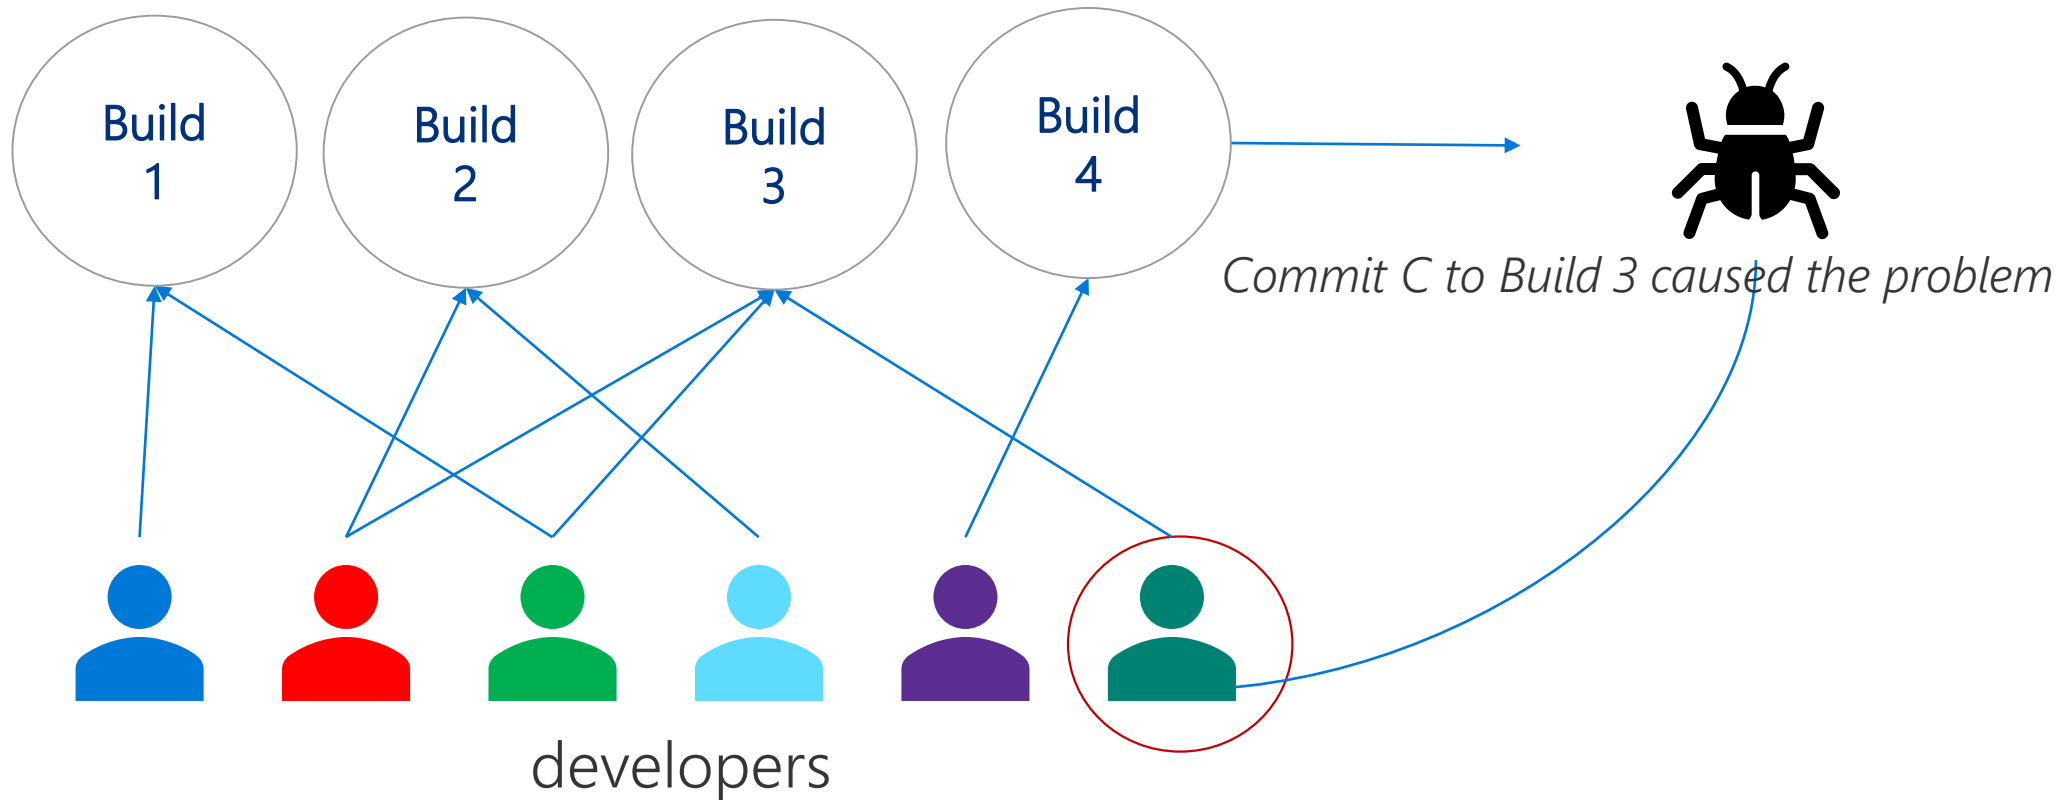 Build
1
Build
2
Build
3
Build
4
Commit C to Build 3 caused the problem
developers